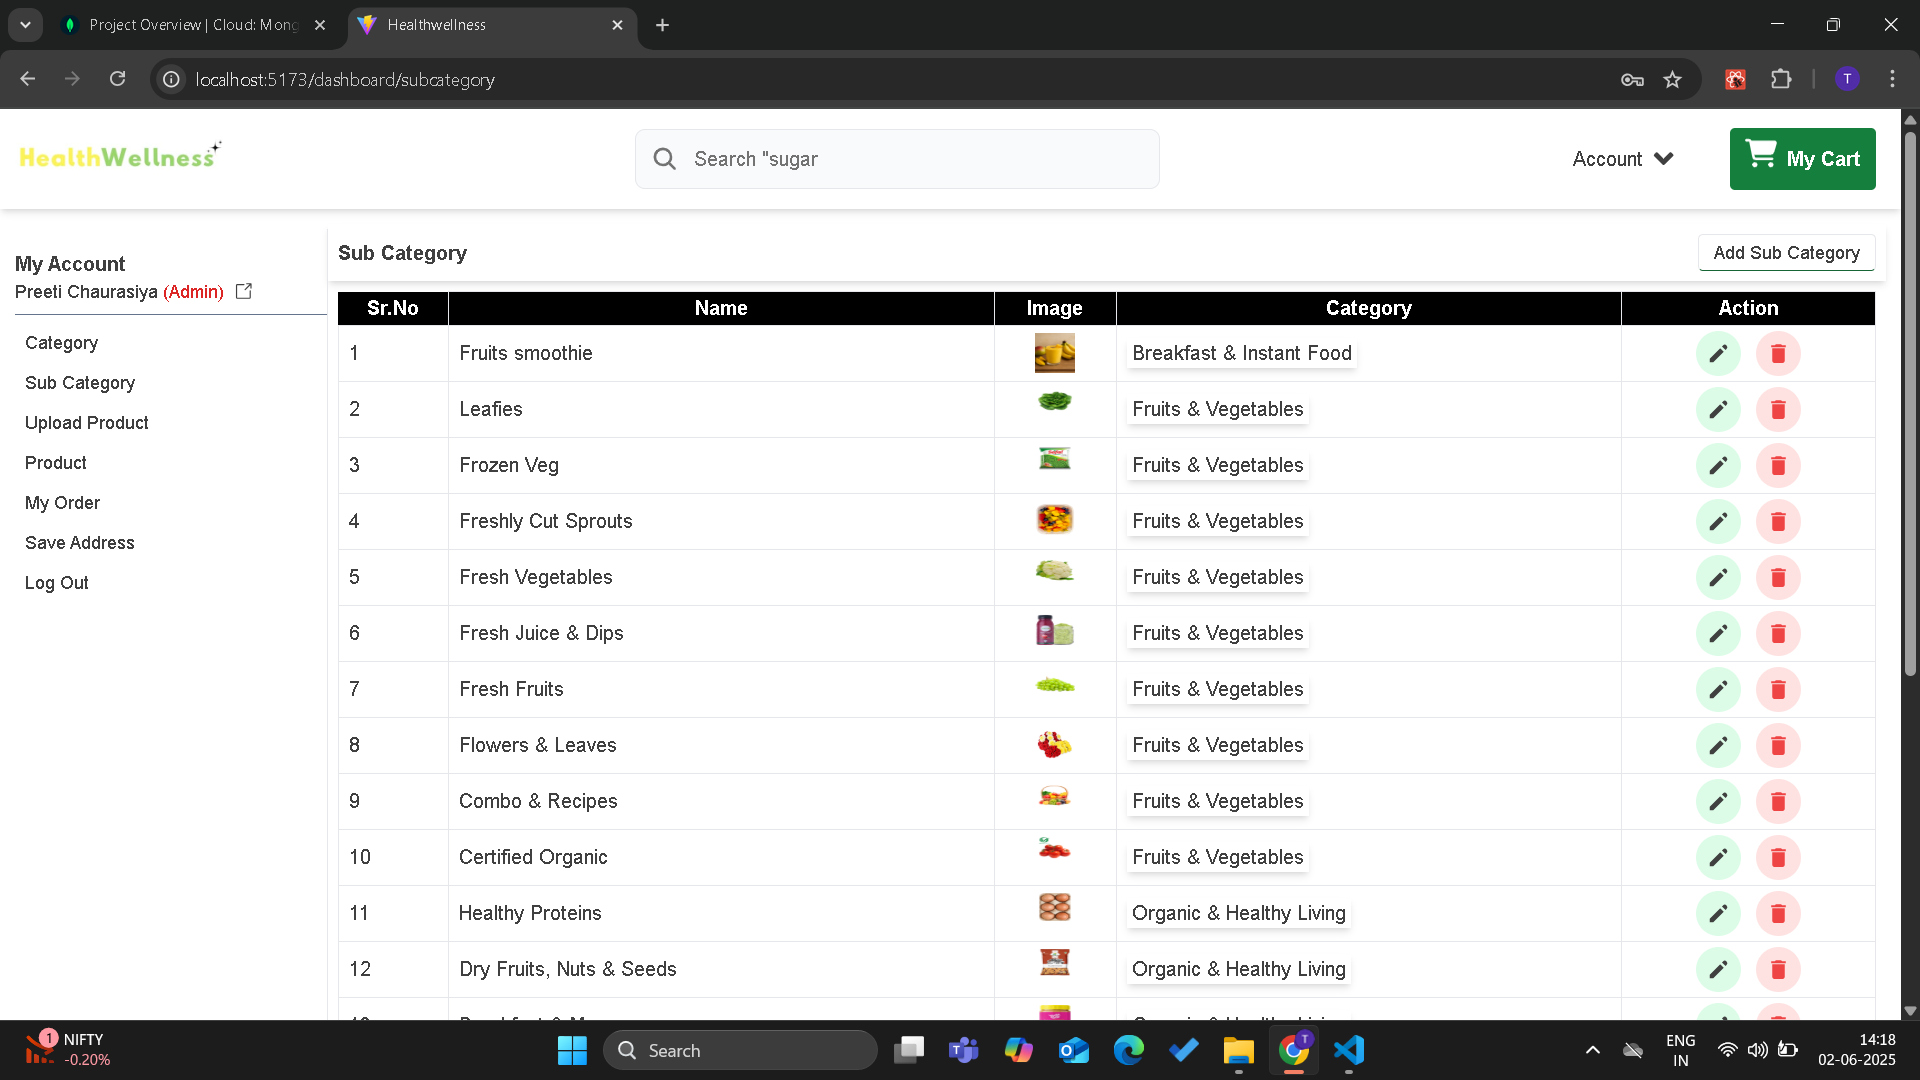 Project Overview | Cloud: Mong
Healthwellness
localhost:5173/dashboard/subcategory
T
HealthWellness
Search "sugar
Account
My Cart
My Account
Preeti Chaurasiya (Admin)
Category
Sub Category
Upload Product
Product
My Order
Save Address
Log Out
Sub Category
Add Sub Category
Sr.No Name Image Category Action
1 Fruits smoothie Breakfast & Instant Food
2 Leafies Fruits & Vegetables
3 Frozen Veg Fruits & Vegetables
4 Freshly Cut Sprouts Fruits & Vegetables
5 Fresh Vegetables Fruits & Vegetables
6 Fresh Juice & Dips Fruits & Vegetables
7 Fresh Fruits Fruits & Vegetables
8 Flowers & Leaves Fruits & Vegetables
9 Combo & Recipes Fruits & Vegetables
10 Certified Organic Fruits & Vegetables
11 Healthy Proteins Organic & Healthy Living
12 Dry Fruits, Nuts & Seeds Organic & Healthy Living
1
NIFTY
-0.20%
Search
T
ENG
IN
14:18
02-06-2025